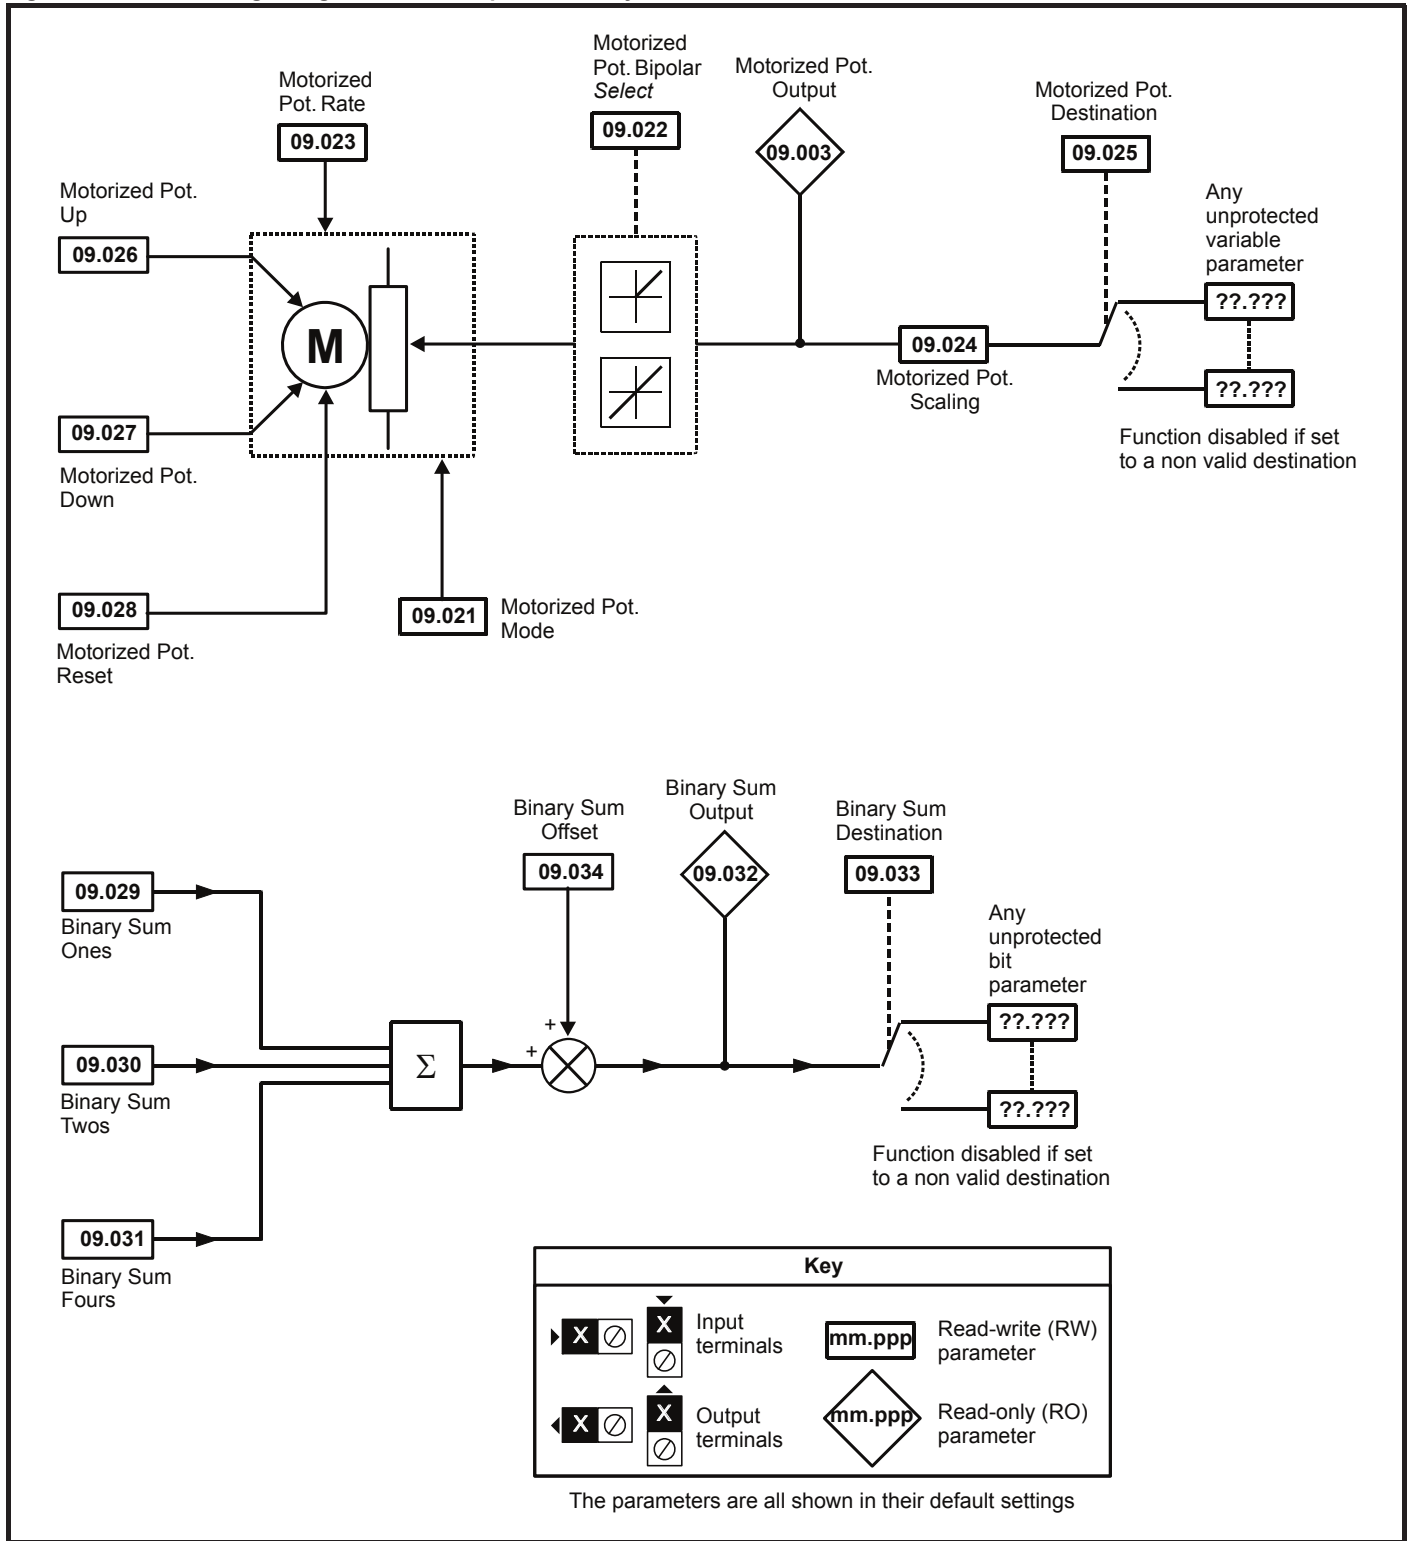 Motorized
Pot. Rate
09.023
Motorized
Pot. Bipolar
Select
09.022
Motorized Pot.
Output
09.003
Motorized Pot.
Destination
09.025
Motorized Pot.
Up
09.026
M
Any
unprotected
variable
parameter
??.???
??.???
09.024
Motorized Pot.
Scaling
09.027
Motorized Pot.
Down
Function disabled if set
to a non valid destination
09.028
Motorized Pot.
Reset
09.021
Motorized Pot.
Mode
Binary Sum
Offset
09.034
Binary Sum
Output
09.032
Binary Sum
Destination
09.033
09.029
Binary Sum
Ones
Any
unprotected
bit
parameter
??.???
??.???
09.030
Binary Sum
Twos
Σ
+
+
Function disabled if set
to a non valid destination
09.031
Binary Sum
Fours
Key
X
X
Input
terminals
mm.ppp
Read-write (RW)
parameter
X
X
Output
terminals
mm.ppp
Read-only (RO)
parameter
The parameters are all shown in their default settings